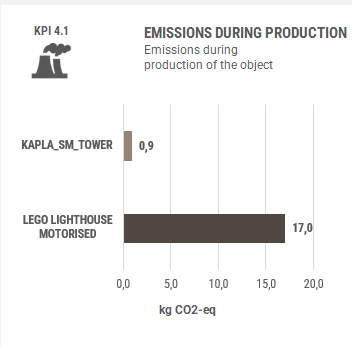 KPI 4.1
EMISSIONS DURING PRODUCTION
Emissions during
production of the object
KAPLA_SM_TOWER
0,9
LEGO LIGHTHOUSE
MOTORISED
17,0
0,0 5,0 10,0 15,0 20,0
kg CO2-eq